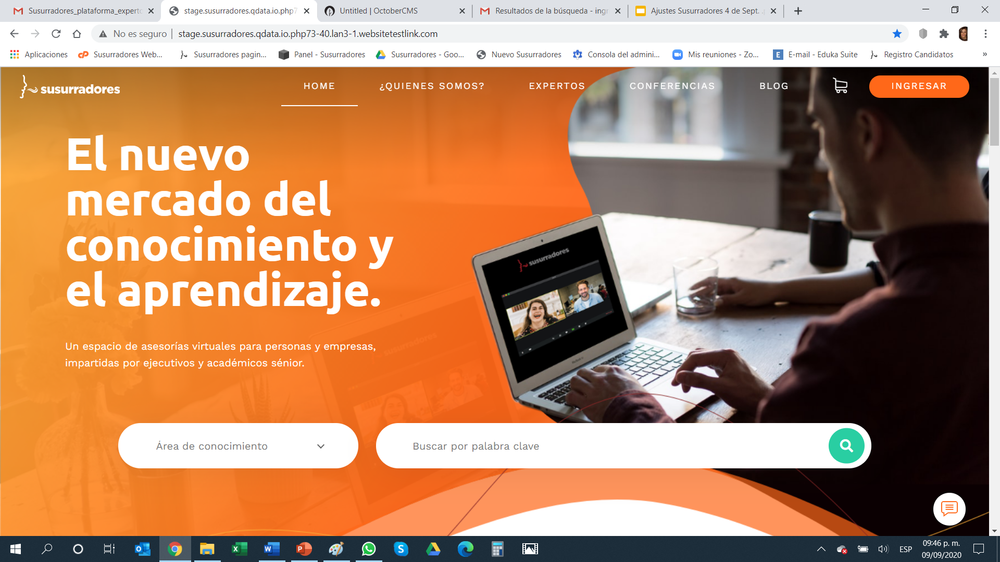 Susurradores_plataforma_experto
stage.susurradores.qdata.io.php7
Untitled | OctoberCMS
Resultados de la búsqueda - ingr
Ajustes Susurradores 4 de Sept. .
No es seguro
stage.susurradores.qdata.io.php73-40.lan3-1.websitetestlink.com
Aplicaciones
Susurradores Web...
Susurradores pagin...
Panel - Susurradores
Susurradores - Goo...
Nuevo Susurradores
Consola del admini...
Mis reuniones - Zo...
E-mail - Eduka Suite
Registro Candidatos
»
susurradores
HOME
¿QUIENES SOMOS?
EXPERTOS
CONFERENCIAS
BLOG
INGRESAR
El nuevo
mercado del
conocimiento y
el aprendizaje.
susurradores
Un espacio de asesorías virtuales para personas y empresas,
impartidas por ejecutivos y académicos sénior.
Área de conocimiento
Buscar por palabra clave
ESP
09:46 p. m.
09/09/2020